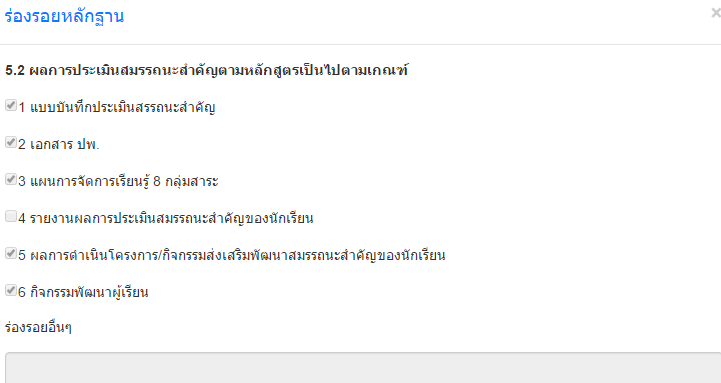 ร่องรอยหลักฐาน
×
5.2 ผลการประเมินสมรรถนะสำคัญตามหลักสูตรเป็นไปตามเกณฑ์
1 แบบบันทึกประเมินสรรถนะสำคัญ
2 เอกสาร ปพ.
3 แผนการจัดการเรียนรู้ 8 กลุ่มสาระ
4 รายงานผลการประเมินสมรรถนะสำคัญของนักเรียน
5 ผลการดำเนินโครงการ/กิจกรรมส่งเสริมพัฒนาสมรรถนะสำคัญของนักเรียน
6 กิจกรรมพัฒนาผู้เรียน
ร่องรอยอื่นๆ